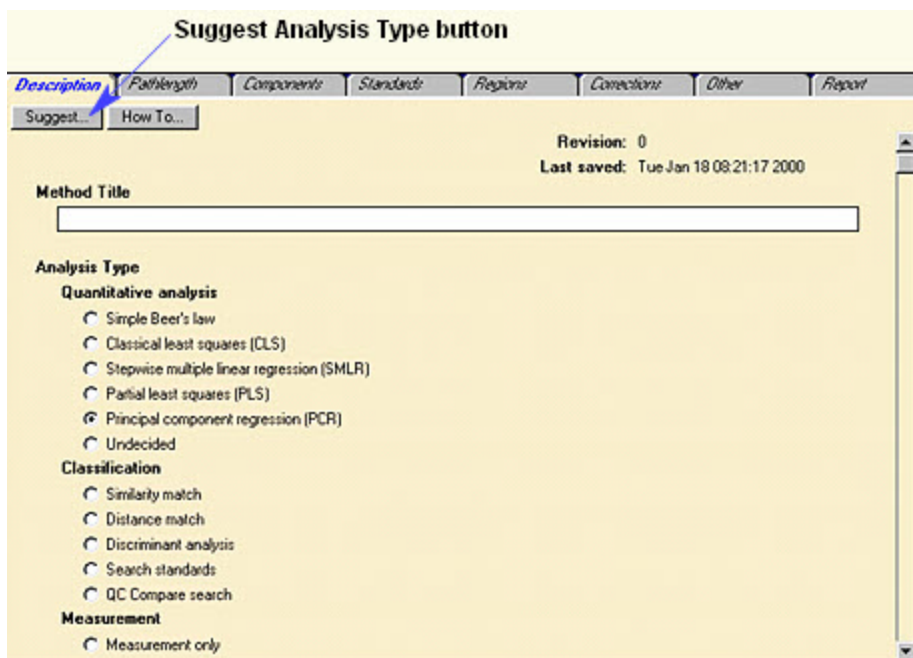 Suggest Analysis Type button
Description Pathlength Components Standards Regions Corrections Other Report
Suggest... How To...
Revision: 0
Last saved: Tue Jan 18 08:21:17 2000
Method Title
Analysis Type
Quantitative analysis
Simple Beer's law
Classical least squares (CLS)
Stepwise multiple linear regression (SMLR)
Partial least squares (PLS)
Principal component regression (PCR)
Undecided
Classification
Similarity match
Distance match
Discriminant analysis
Search standards
QC Compare search
Measurement
Measurement only